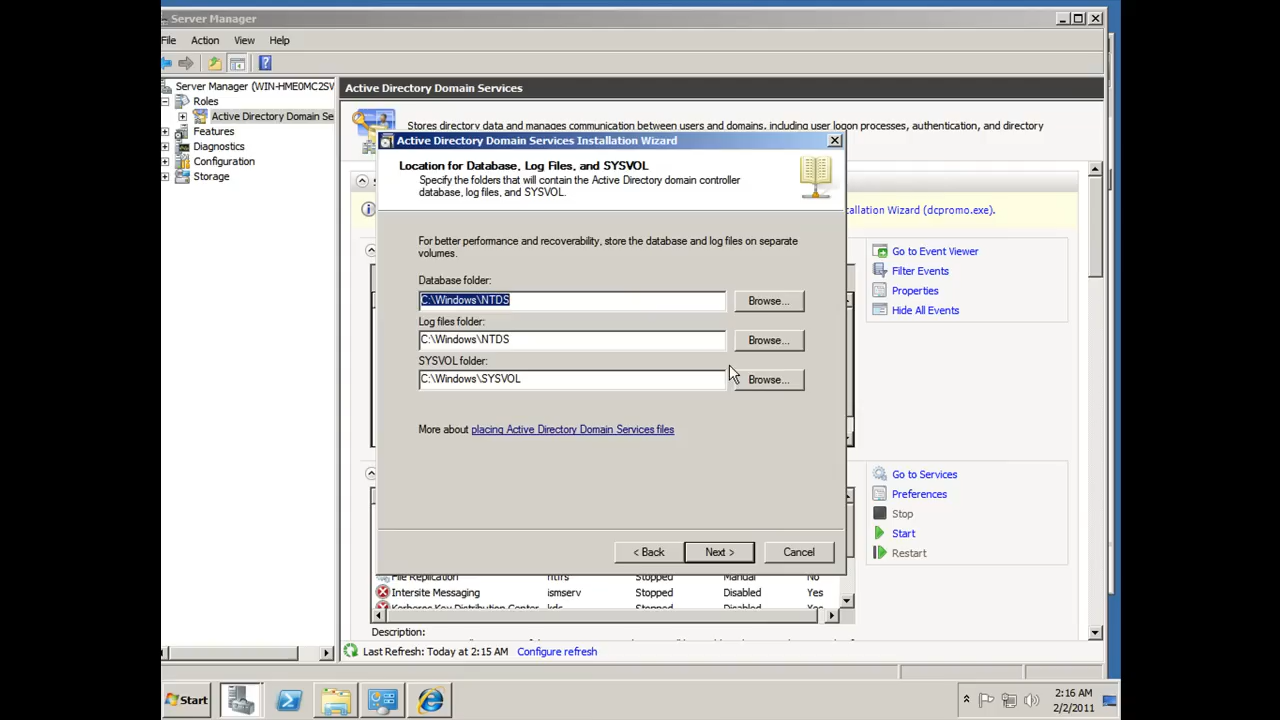 Server Manager
File Action View Help
Server Manager (WIN-HME0MC2SV
Roles
Active Directory Domain Se
Features
Diagnostics
Configuration
Storage
Active Directory Domain Services
Stores directory data and manages communication between users and domains, including user logon processes, authentication, and directory
Active Directory Domain Services Installation Wizard
Location for Database, Log Files, and SYSVOL
Specify the folders that will contain the Active Directory domain controller
database, log files, and SYSVOL.
allation Wizard (dcpromo.exe).
For better performance and recoverability, store the database and log files on separate
volumes.
Database folder:
C:\Windows\NTDS Browse...
Log files folder:
C:\Windows\NTDS Browse...
SYSVOL folder:
C:\Windows\SYSVOL Browse...
More about placing Active Directory Domain Services files
< Back Next > Cancel
Go to Event Viewer
Filter Events
Properties
Hide All Events
Go to Services
Preferences
Stop
Start
Restart
File Replication ntfrs Stopped Manual No
Intersite Messaging ismserv Stopped Disabled Yes
Kerberos Key Distribution Center kdc Stopped Disabled Yes
Description:
Last Refresh: Today at 2:15 AM Configure refresh
Start
2:16 AM
2/2/2011